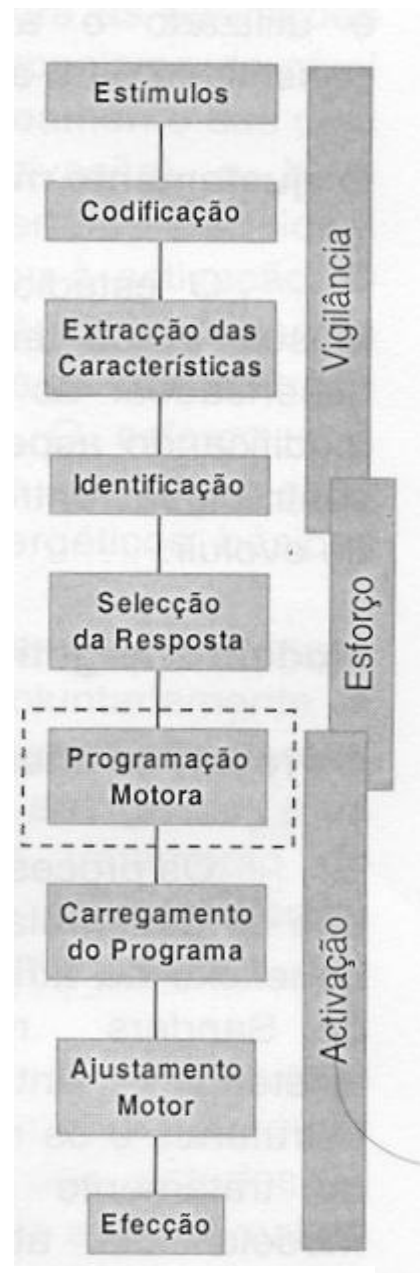 Estímulos
Codificação
Extracção das
Características
Identificação
Selecção
da Resposta
Programação
Motora
Carregamento
do Programa
Ajustamento
Motor
Efecção
Vigilância
Esforço
Activação